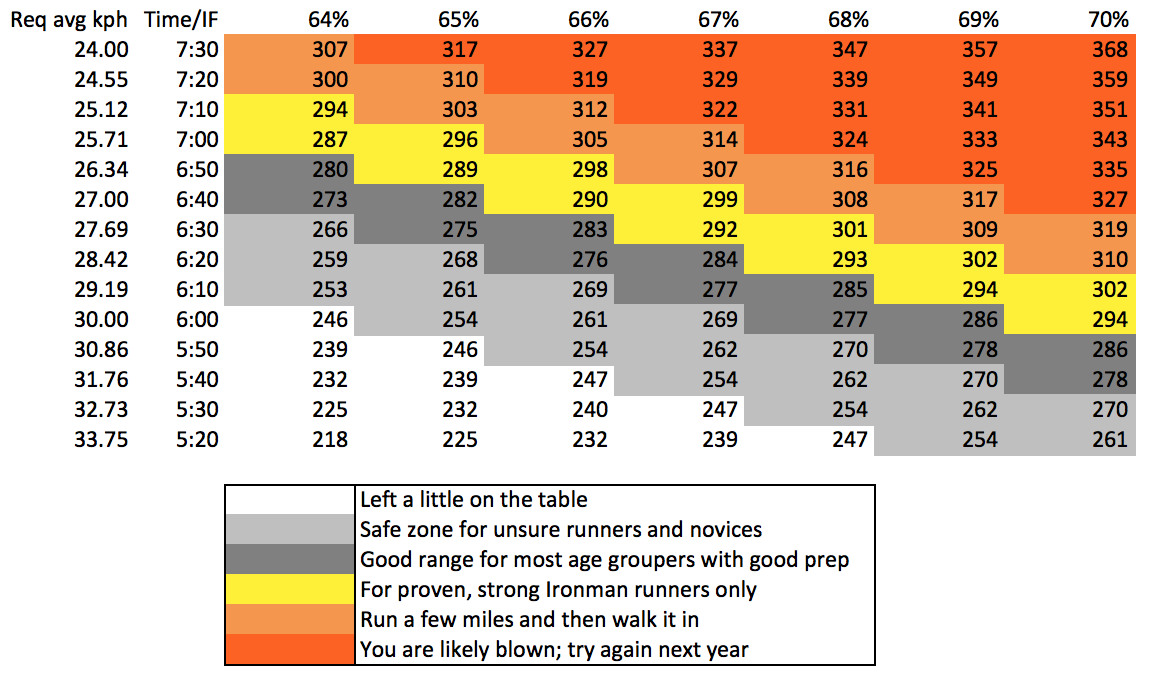 Req avg kph Time/IF 64% 65% 66% 67% 68% 69% 70%
24.00 7:30 307 317 327 337 347 357 368
24.55 7:20 300 310 319 329 339 349 359
25.12 7:10 294 303 312 322 331 341 351
25.71 7:00 287 296 305 314 324 333 343
26.34 6:50 280 289 298 307 316 325 335
27.00 6:40 273 282 290 299 308 317 327
27.69 6:30 266 275 283 292 301 309 319
28.42 6:20 259 268 276 284 293 302 310
29.19 6:10 253 261 269 277 285 294 302
30.00 6:00 246 254 261 269 277 286 294
30.86 5:50 239 246 254 262 270 278 286
31.76 5:40 232 239 247 254 262 270 278
32.73 5:30 225 232 240 247 254 262 270
33.75 5:20 218 225 232 239 247 254 261
Left a little on the table
Safe zone for unsure runners and novices
Good range for most age groupers with good prep
For proven, strong Ironman runners only
Run a few miles and then walk it in
You are likely blown; try again next year